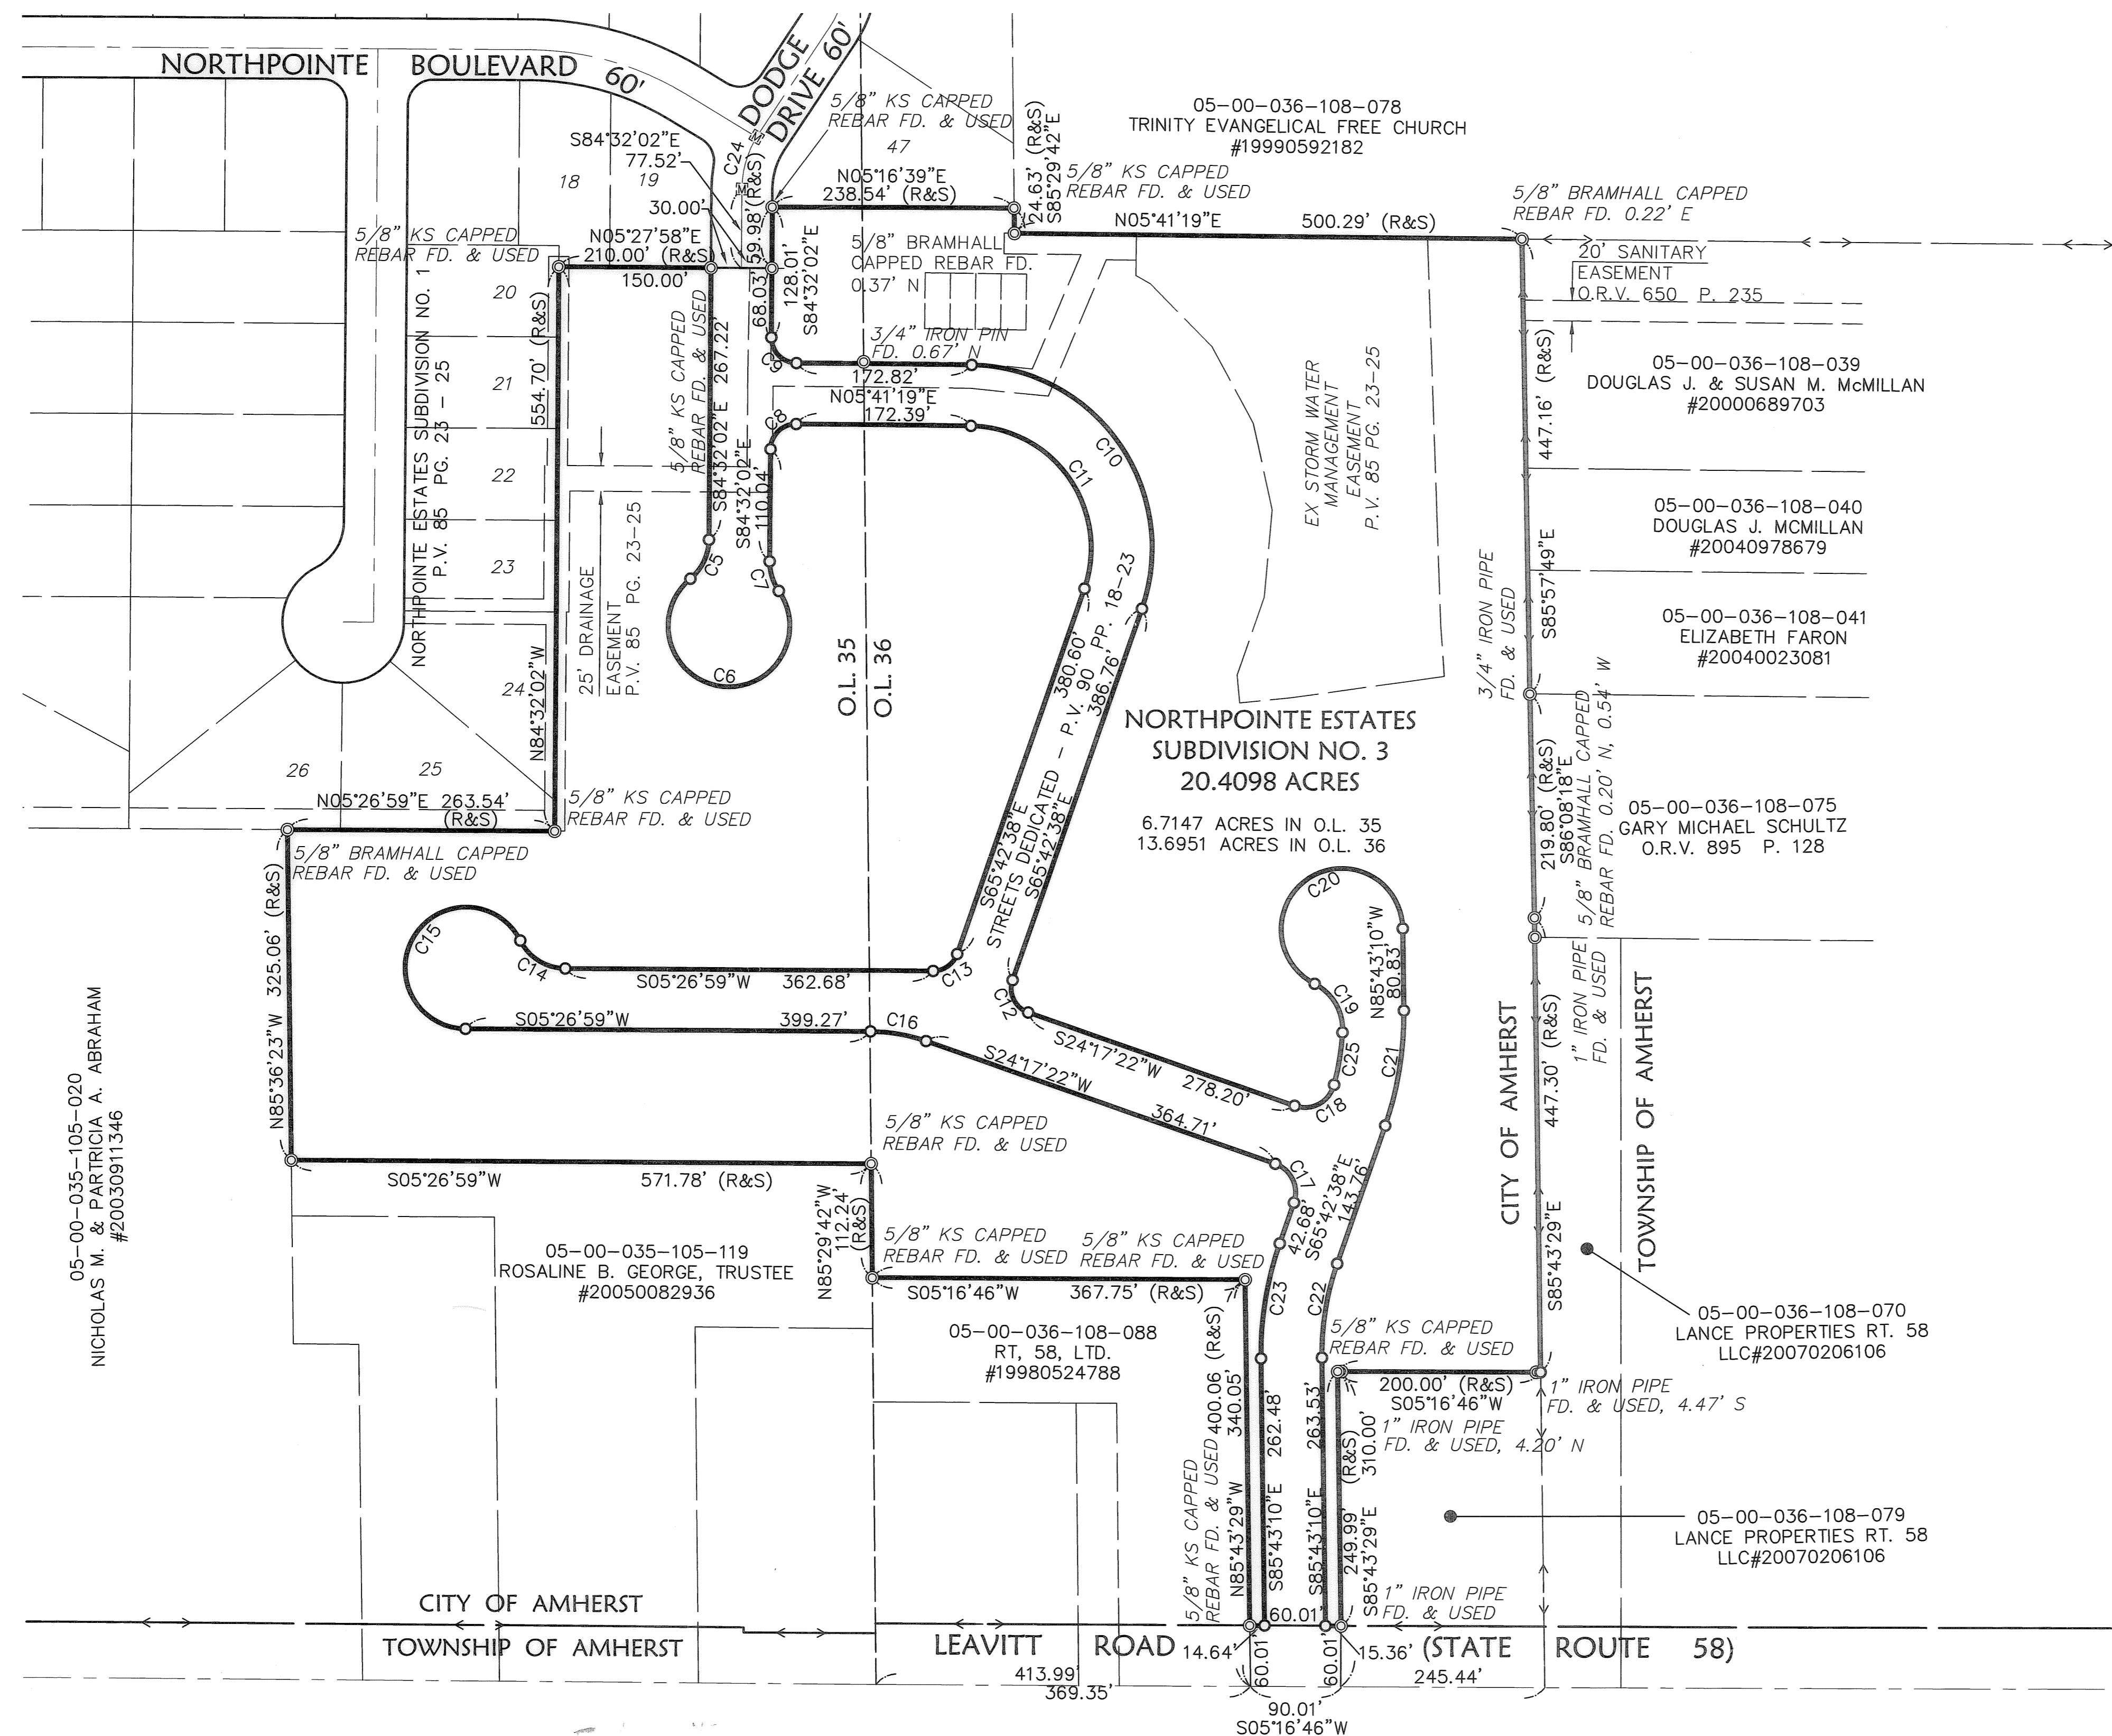 NORTHPOINTE BOULEVARD 60'
DODGE
DRIVE 60'
C24
S84°32'02"E
77.52'
30.00'
59.98'(R&S)
5/8" KS CAPPED
REBAR FD. & USED
47
N05°16'39"E
238.54' (R&S)
24.63' (R&S)
S85°29'42"E
05-00-036-108-078
TRINITY EVANGELICAL FREE CHURCH
#19990592182
5/8" KS CAPPED
REBAR FD. & USED
N05°41'19"E 500.29' (R&S)
5/8" BRAMHALL CAPPED
REBAR FD. 0.22' E
20' SANITARY
EASEMENT
O.R.V. 650 P. 235
18
19
5/8" KS CAPPED
REBAR FD. & USED
N05°27'58"E
210.00' (R&S)
150.00'
20
21
22
23
24
25
26
NORTHPOINTE ESTATES SUBDIVISION NO. 1
P.V. 85 PG. 23 - 25
554.70' (R&S)
N84°32'02"W
5/8" KS CAPPED
REBAR FD. & USED
S84°32'02"E 267.22'
68.03'
128.01'
S84°32'02"E
5/8" BRAMHALL
CAPPED REBAR FD.
0.37' N
3/4" IRON PIN
FD. 0.67' N
C9
172.82'
N05°41'19"E
172.39'
C8
S84°32'02"E
110.04'
C5
C7
C6
C10
C11
25' DRAINAGE
EASEMENT
P.V. 85 PG. 23-25
EX STORM WATER
MANAGEMENT
EASEMENT
P.V. 85 PG. 23-25
447.16' (R&S)
S85°57'49"E
05-00-036-108-039
DOUGLAS J. & SUSAN M. McMILLAN
#20000689703
05-00-036-108-040
DOUGLAS J. MCMILLAN
#20040978679
05-00-036-108-041
ELIZABETH FARON
#20040023081
3/4" IRON PIPE
FD. & USED
O.L. 35
O.L. 36
380.60'
S65°42'38"E
STREETS DEDICATED - P.V. 90 PP. 18-23
386.76'
S65°42'38"E
NORTHPOINTE ESTATES
SUBDIVISION NO. 3
20.4098 ACRES
6.7147 ACRES IN O.L. 35
13.6951 ACRES IN O.L. 36
219.80' (R&S)
S86°08'18"E
5/8" BRAMHALL CAPPED
REBAR FD. 0.20' N, 0.54' W
05-00-036-108-075
GARY MICHAEL SCHULTZ
O.R.V. 895 P. 128
N05°26'59"E 263.54'
(R&S)
5/8" KS CAPPED
REBAR FD. & USED
5/8" BRAMHALL CAPPED
REBAR FD. & USED
N85°36'23"W 325.06' (R&S)
C15
C14
S05°26'59"W 362.68'
C13
S05°26'59"W 399.27'
C16
C12
S24°17'22"W 278.20'
S24°17'22"W 364.71'
C20
C19
C25
C18
C21
N85°43'10"W
80.83'
CITY OF AMHERST
TOWNSHIP OF AMHERST
1" IRON PIPE
FD. & USED
447.30' (R&S)
S85°43'29"E
05-00-035-105-020
NICHOLAS M. & PARTRICIA A. ABRAHAM
#20030911346
S05°26'59"W 571.78' (R&S)
5/8" KS CAPPED
REBAR FD. & USED
N85°29'42"W
112.24'
(R&S)
5/8" KS CAPPED
REBAR FD. & USED
5/8" KS CAPPED
REBAR FD. & USED
S05°16'46"W 367.75' (R&S)
C17
42.68'
S65°42'38"E
143.76'
C23
C22
05-00-035-105-119
ROSALINE B. GEORGE, TRUSTEE
#20050082936
05-00-036-108-088
RT, 58, LTD.
#19980524788
5/8" KS CAPPED
REBAR FD. & USED
200.00' (R&S)
S05°16'46"W
1" IRON PIPE
FD. & USED, 4.47' S
1" IRON PIPE
FD. & USED, 4.20' N
05-00-036-108-070
LANCE PROPERTIES RT. 58
LLC#20070206106
05-00-036-108-079
LANCE PROPERTIES RT. 58
LLC#20070206106
5/8" KS CAPPED
REBAR FD. & USED
400.06 (R&S)
340.05'
N85°43'29"W
262.48'
S85°43'10"E
263.53'
S85°43'10"E
(R&S)
310.00'
249.99'
S85°43'29"E
1" IRON PIPE
FD. & USED
CITY OF AMHERST
TOWNSHIP OF AMHERST
LEAVITT ROAD (STATE ROUTE 58)
60.01'
14.64'
15.36'
60.01
60.01'
413.99'
369.35'
245.44'
90.01'
S05°16'46"W